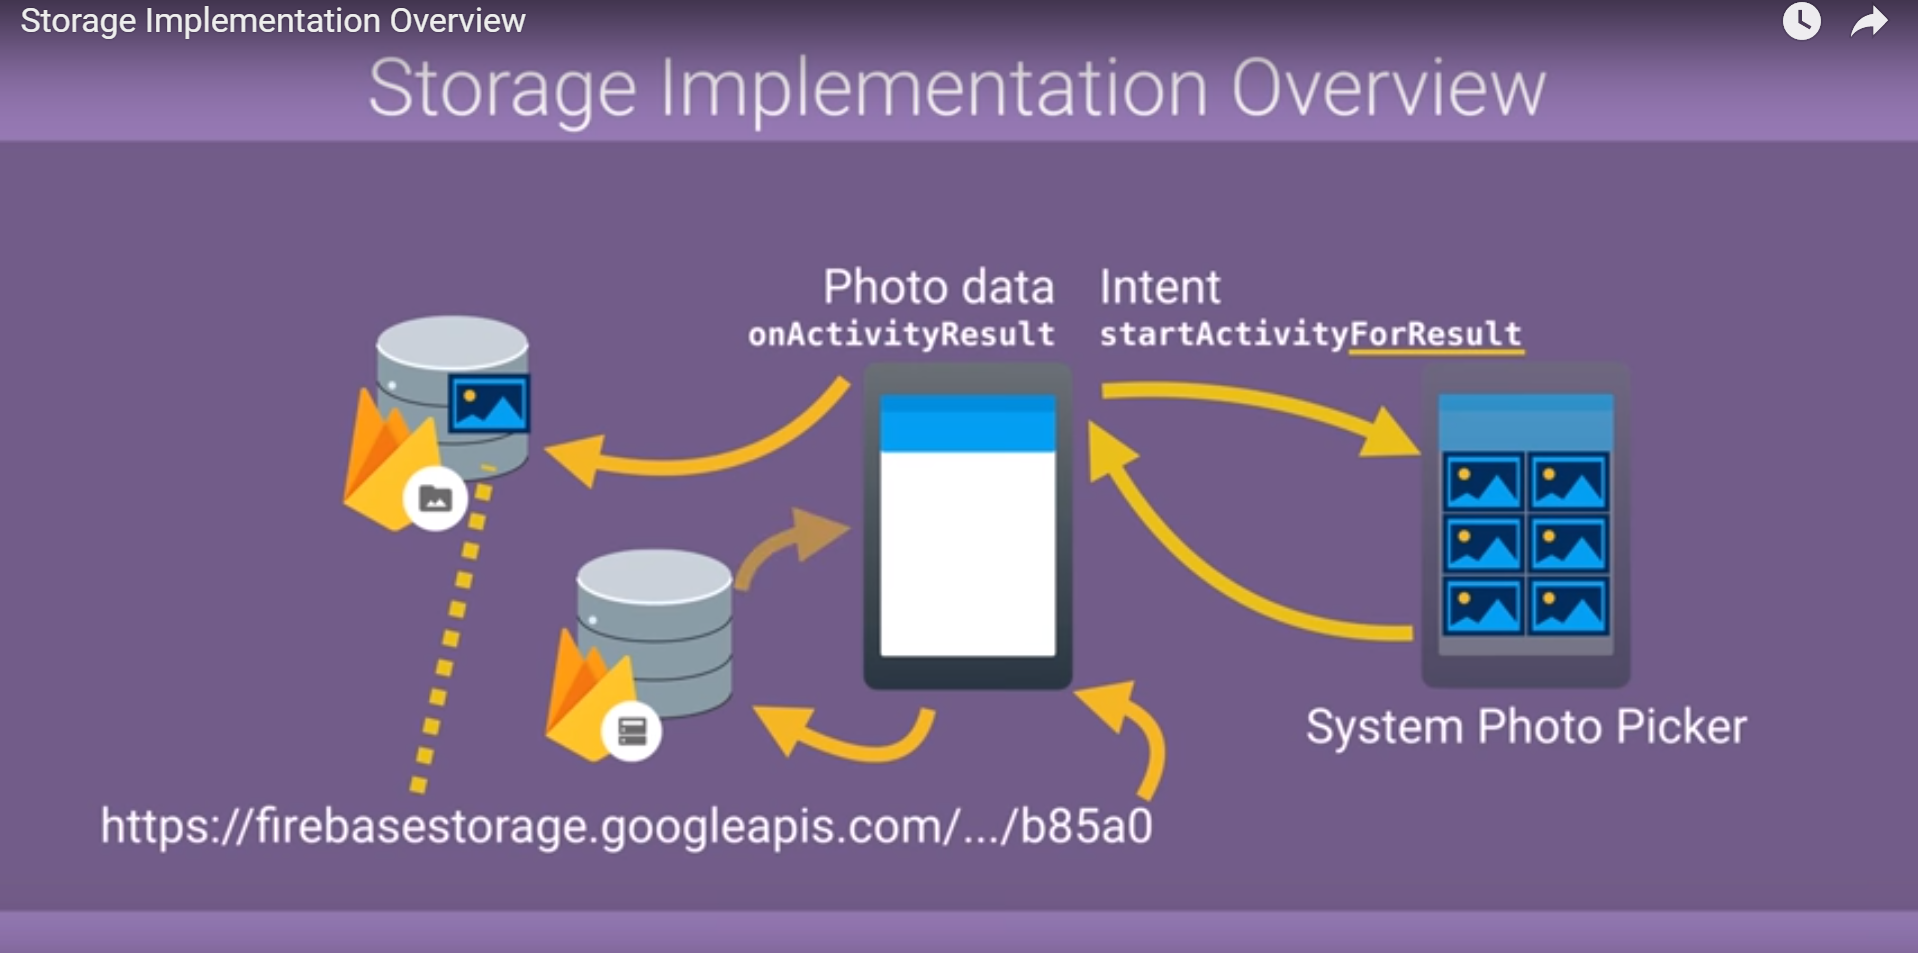 Storage Implementation Overview
Storage Implementation Overview
Photo data
onActivityResult
Intent
startActivityForResult
System Photo Picker
https://firebasestorage.googleapis.com/.../b85a0